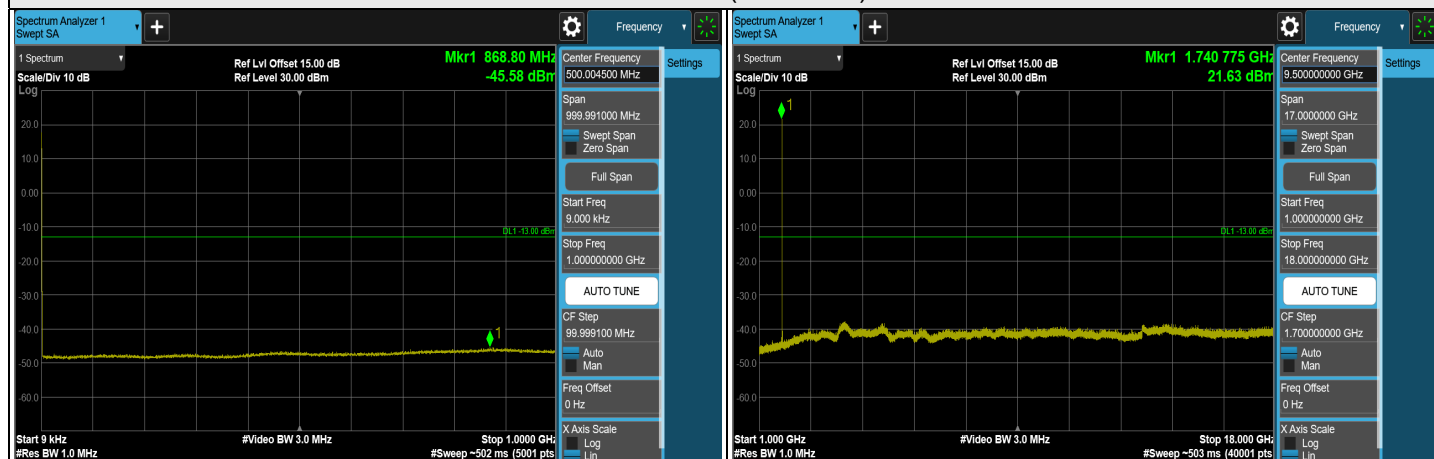 Spectrum Analyzer 1
Swept SA
+
Frequency
1 Spectrum
Scale/Div 10 dB
Log
Ref Lvl Offset 15.00 dB
Ref Level 30.00 dBm
Mkr1 868.80 MHz
-45.58 dBm
20.0
10.0
0.00
-10.0
-20.0
-30.0
-40.0
-50.0
-60.0
DL1 -13.00 dBm
1
Start 9 kHz
#Res BW 1.0 MHz
#Video BW 3.0 MHz
Stop 1.0000 GHz
#Sweep ~502 ms (5001 pts
Center Frequency
500.004500 MHz
Span
999.991000 MHz
Swept Span
Zero Span
Full Span
Start Freq
9.000 kHz
Stop Freq
1.000000000 GHz
AUTO TUNE
CF Step
99.999100 MHz
Auto
Man
Freq Offset
0 Hz
X Axis Scale
Log
Lin
Settings
Spectrum Analyzer 1
Swept SA
+
Frequency
1 Spectrum
Scale/Div 10 dB
Log
Ref Lvl Offset 15.00 dB
Ref Level 30.00 dBm
Mkr1 1.740 775 GHz
21.63 dBm
1
20.0
10.0
0.00
-10.0
-20.0
-30.0
-40.0
-50.0
-60.0
DL1 -13.00 dBm
Start 1.000 GHz
#Res BW 1.0 MHz
#Video BW 3.0 MHz
Stop 18.000 GHz
#Sweep ~503 ms (40001 pts
Center Frequency
9.500000000 GHz
Span
17.0000000 GHz
Swept Span
Zero Span
Full Span
Start Freq
1.000000000 GHz
Stop Freq
18.000000000 GHz
AUTO TUNE
CF Step
1.700000000 GHz
Auto
Man
Freq Offset
0 Hz
X Axis Scale
Log
Lin
Settings